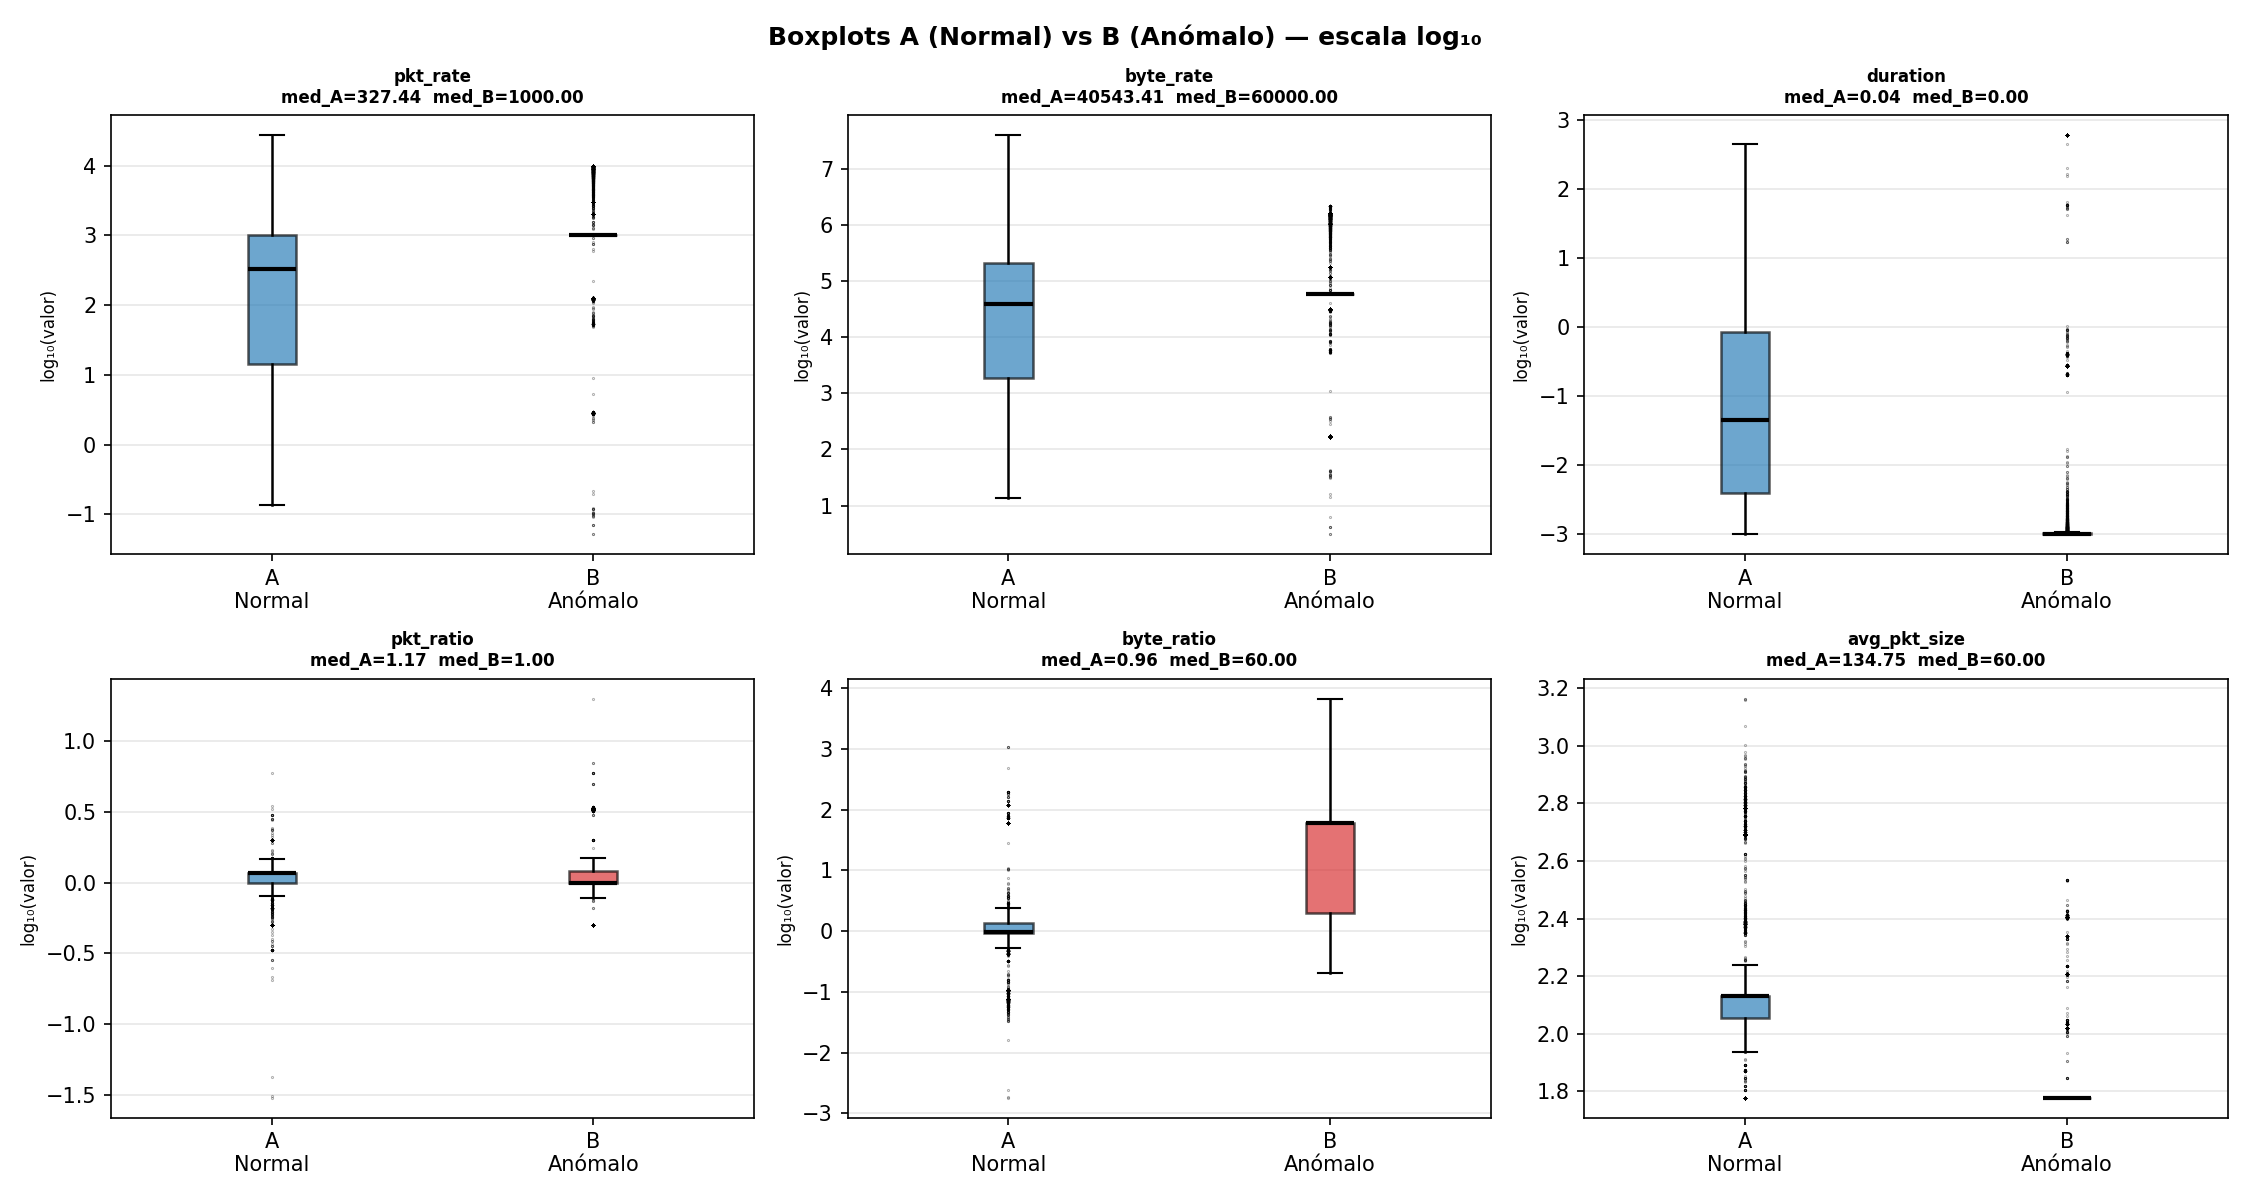 Boxplots A (Normal) vs B (Anómalo) — escala log₁₀
pkt_rate
med_A=327.44  med_B=1000.00
log₁₀(valor)
4
3
2
1
0
−1
A
Normal
B
Anómalo
byte_rate
med_A=40543.41  med_B=60000.00
log₁₀(valor)
7
6
5
4
3
2
1
A
Normal
B
Anómalo
duration
med_A=0.04  med_B=0.00
log₁₀(valor)
3
2
1
0
−1
−2
−3
A
Normal
B
Anómalo
pkt_ratio
med_A=1.17  med_B=1.00
log₁₀(valor)
1.0
0.5
0.0
−0.5
−1.0
−1.5
A
Normal
B
Anómalo
byte_ratio
med_A=0.96  med_B=60.00
log₁₀(valor)
4
3
2
1
0
−1
−2
−3
A
Normal
B
Anómalo
avg_pkt_size
med_A=134.75  med_B=60.00
log₁₀(valor)
3.2
3.0
2.8
2.6
2.4
2.2
2.0
1.8
A
Normal
B
Anómalo